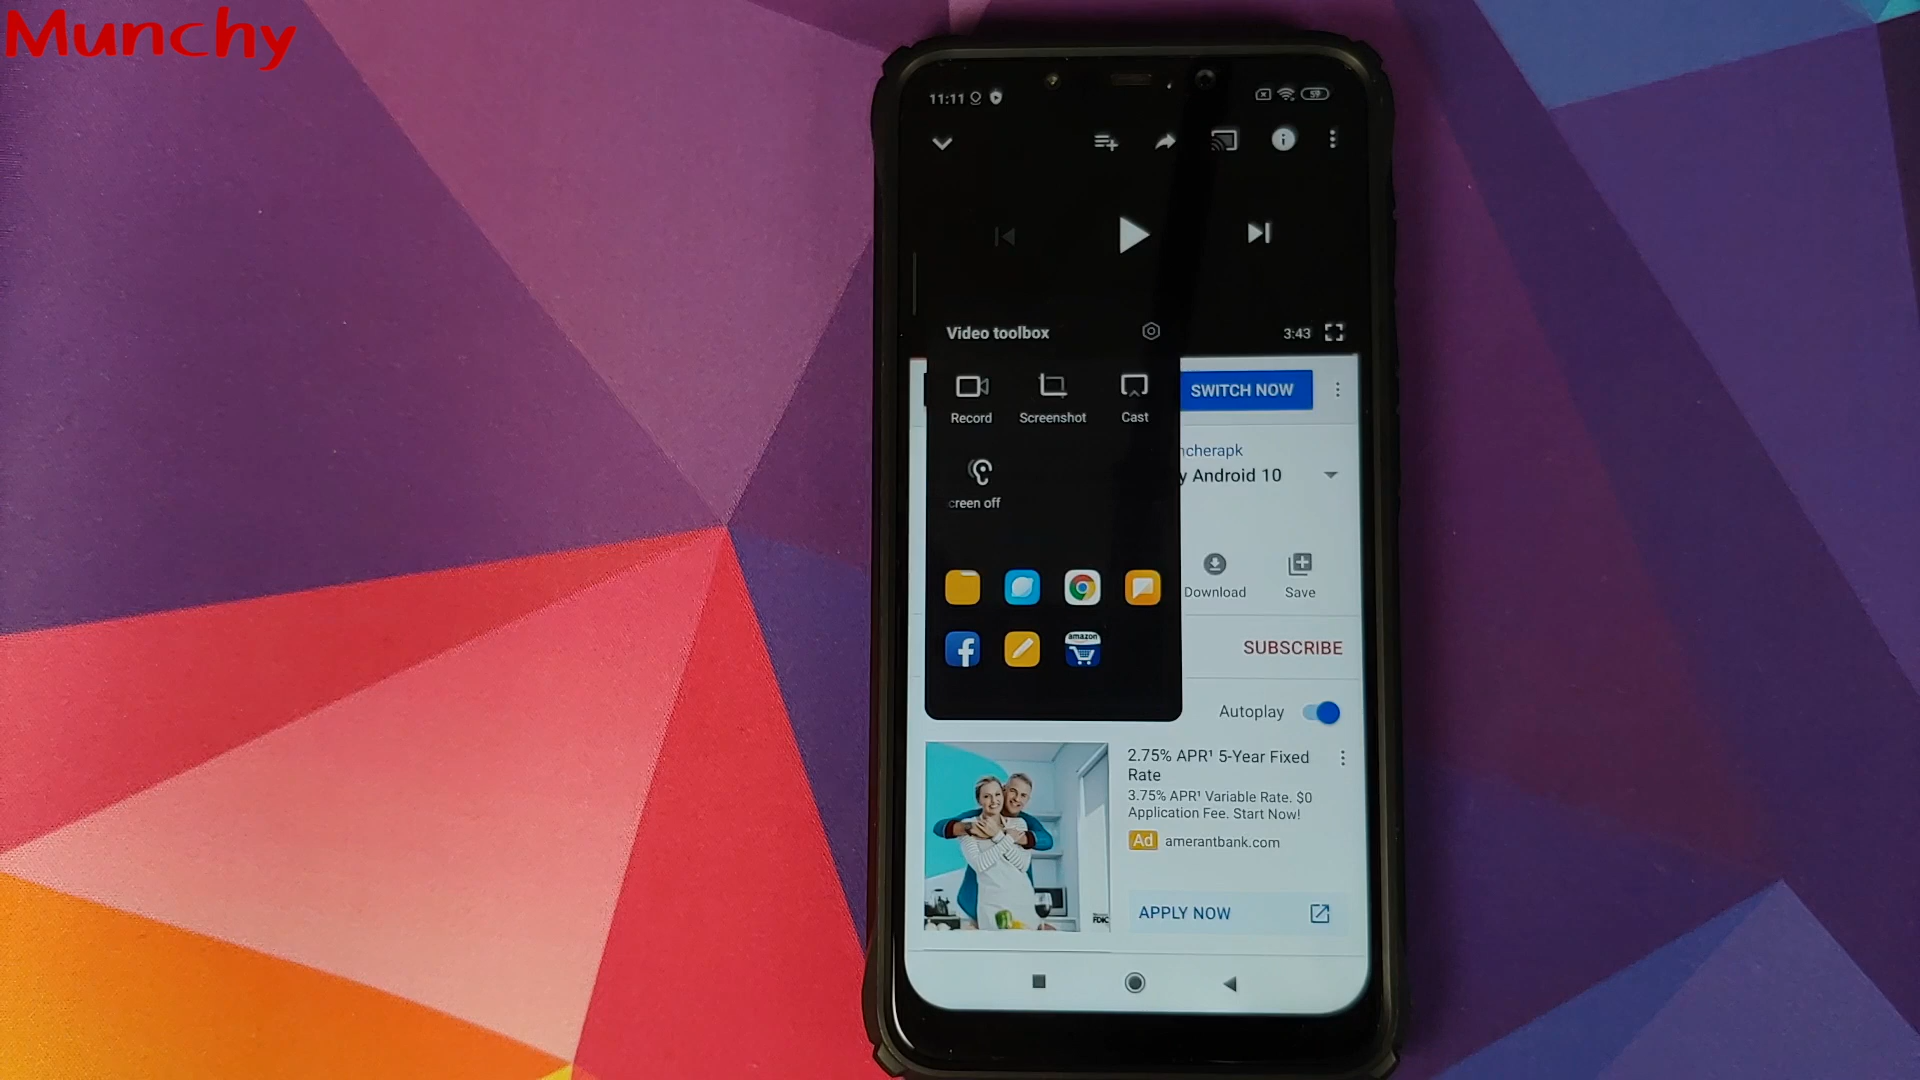 Munchy
11:11
59
Video toolbox
3:43
Record
Screenshot
Cast
SWITCH NOW
ncherapk
y Android 10
creen off
Download
Save
amazon
SUBSCRIBE
Autoplay
2.75% APR¹ 5-Year Fixed
Rate
3.75% APR¹ Variable Rate. $0
Application Fee. Start Now!
Ad amerantbank.com
FDIC
APPLY NOW